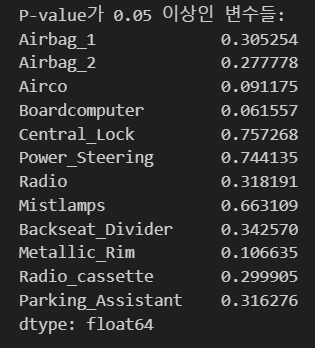 P-value가 0.05 이상인 변수들:
Airbag_1 0.305254
Airbag_2 0.277778
Airco 0.091175
Boardcomputer 0.061557
Central_Lock 0.757268
Power_Steering 0.744135
Radio 0.318191
Mistlamps 0.663109
Backseat_Divider 0.342570
Metallic_Rim 0.106635
Radio_cassette 0.299905
Parking_Assistant 0.316276
dtype: float64